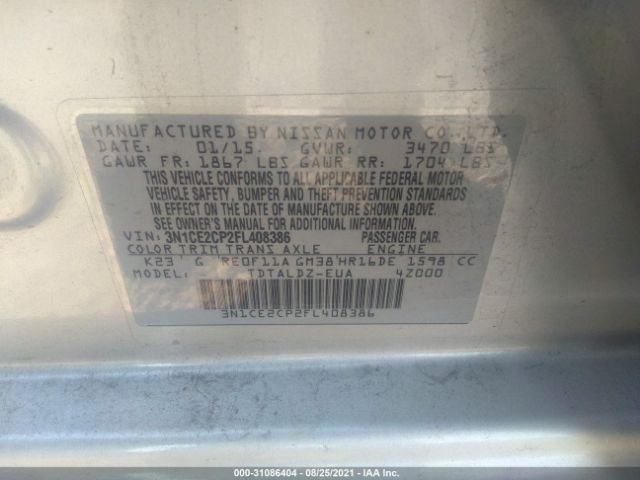 MANUFACTURED BY NISSAN MOTOR CO., LTD.
DATE: 01/15. GVWR: 3470 LBS
GAWR FR: 1867 LBS GAWR RR: 1704 LBS
THIS VEHICLE CONFORMS TO ALL APPLICABLE FEDERAL MOTOR
VEHICLE SAFETY, BUMPER AND THEFT PREVENTION STANDARDS
IN EFFECT ON THE DATE OF MANUFACTURE SHOWN ABOVE.
SEE OWNER'S MANUAL FOR ADDITIONAL INFORMATION.
VIN: 3N1CE2CP2FL408386 PASSENGER CAR.
COLOR TRIM TRANS AXLE ENGINE
K23 G RE0F11A GM38 HR16DE 1598 CC
MODEL: TDTALDZ-EUA 4Z000
3N1CE2CP2FL408386
000-31086404 - 08/25/2021 - IAA Inc.